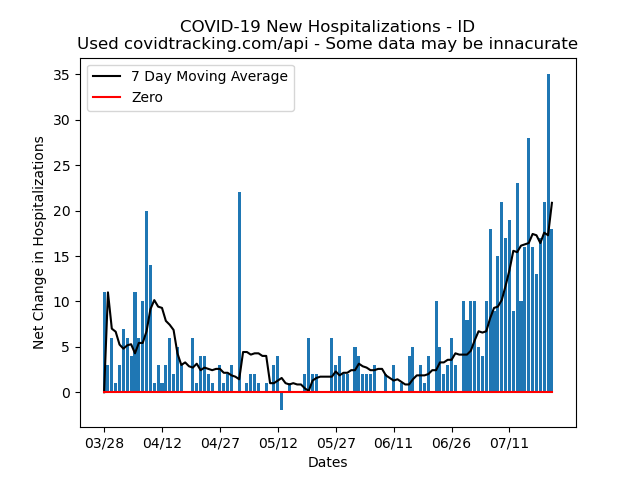 COVID-19 New Hospitalizations - ID
Used covidtracking.com/api - Some data may be innacurate
7 Day Moving Average
Zero
35
30
25
20
15
10
5
0
Net Change in Hospitalizations
03/28 04/12 04/27 05/12 05/27 06/11 06/26 07/11
Dates